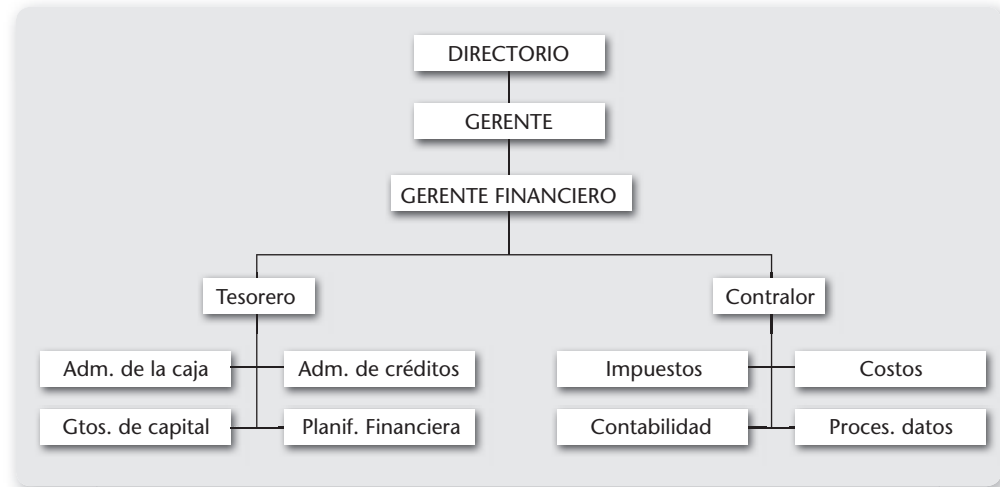 DIRECTORIO
GERENTE
GERENTE FINANCIERO
Tesorero
Contralor
Adm. de la caja
Adm. de créditos
Impuestos
Costos
Gtos. de capital
Planif. Financiera
Contabilidad
Proces. datos